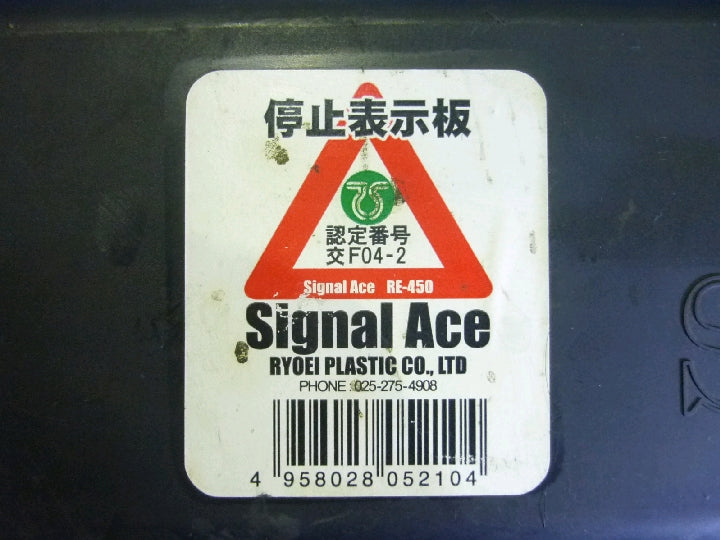 停止表示板
認定番号
交F04-2
Signal Ace RE-450
Signal Ace
RYOEI PLASTIC CO., LTD
PHONE:025-275-4908
4 958028 052104